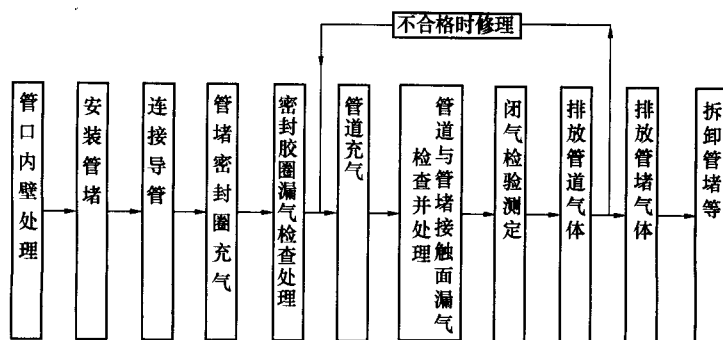 不合格时修理
管口内壁处理
安装管堵
连接导管
管堵密封圈充气
密封胶圈漏气检查处理
管道充气
管道与管堵接触面漏气
检查并处理
闭气检验测定
排放管道气体
排放管堵气体
拆卸管堵等